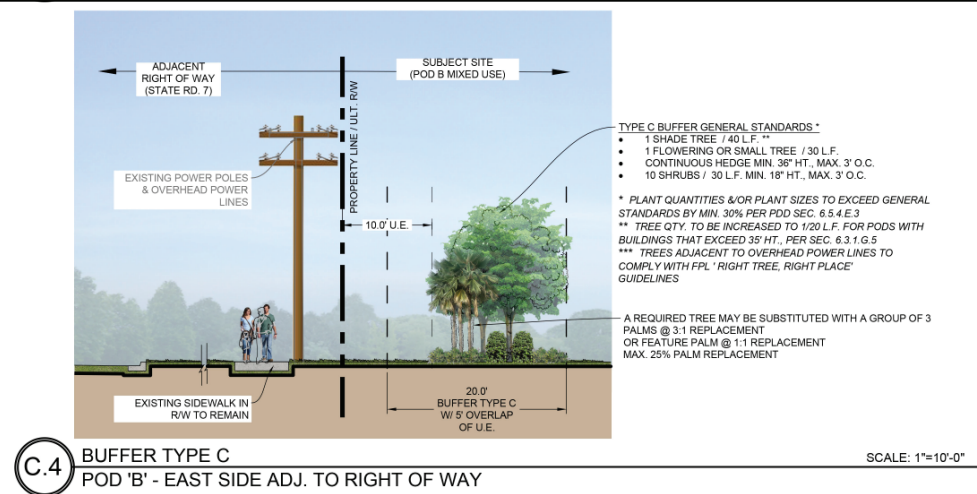 ADJACENT
RIGHT OF WAY
(STATE RD. 7)
SUBJECT SITE
(POD B MIXED USE)
PROPERTY LINE / ULT. R/W
EXISTING POWER POLES
& OVERHEAD POWER
LINES
10.0' U.E.
TYPE C BUFFER GENERAL STANDARDS *
• 1 SHADE TREE / 40 L.F. **
• 1 FLOWERING OR SMALL TREE / 30 L.F.
• CONTINUOUS HEDGE MIN. 36" HT., MAX. 3' O.C.
• 10 SHRUBS / 30 L.F. MIN. 18" HT., MAX. 3' O.C.
* PLANT QUANTITIES &/OR PLANT SIZES TO EXCEED GENERAL
STANDARDS BY MIN. 30% PER PDD SEC. 6.5.4.E.3
** TREE QTY. TO BE INCREASED TO 1/20 L.F. FOR PODS WITH
BUILDINGS THAT EXCEED 35' HT., PER SEC. 6.3.1.G.5
*** TREES ADJACENT TO OVERHEAD POWER LINES TO
COMPLY WITH FPL ' RIGHT TREE, RIGHT PLACE'
GUIDELINES
A REQUIRED TREE MAY BE SUBSTITUTED WITH A GROUP OF 3
PALMS @ 3:1 REPLACEMENT
OR FEATURE PALM @ 1:1 REPLACEMENT
MAX. 25% PALM REPLACEMENT
EXISTING SIDEWALK IN
R/W TO REMAIN
20.0'
BUFFER TYPE C
W/ 5' OVERLAP
OF U.E.
C.4
BUFFER TYPE C
SCALE: 1"=10'-0"
POD 'B' - EAST SIDE ADJ. TO RIGHT OF WAY